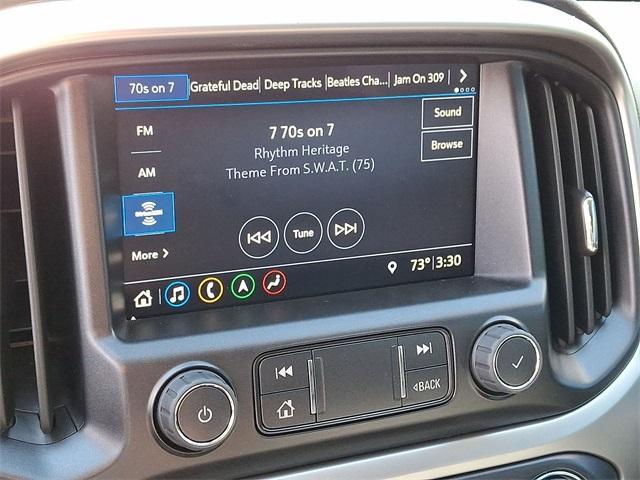 70s on 7 Grateful Dead Deep Tracks Beatles Cha... Jam On 309
FM
7 70s on 7
Sound
Rhythm Heritage
Browse
AM
Theme From S.W.A.T. (75)
SiriusXM
Tune
More
73° 3:30
BACK